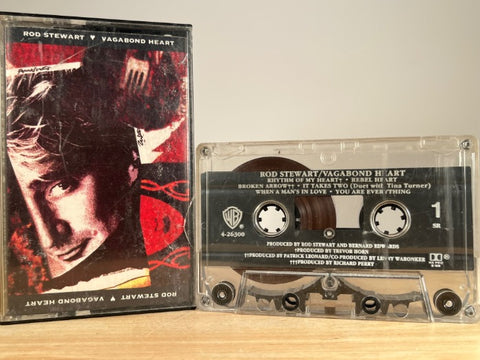 ROD STEWART ♥ VAGABOND HEART
ROD STEWART ♥ VAGABOND HEART
ROD STEWART/VAGABOND HEART
RHYTHM OF MY HEART† • REBEL HEART
BROKEN ARROW†† • IT TAKES TWO (Duet with Tina Turner)
WHEN A MAN'S IN LOVE • YOU ARE EVERYTHING
WB
4-26300
1
SR
PRODUCED BY ROD STEWART AND BERNARD EDWARDS
†PRODUCED BY TREVOR HORN
††PRODUCED BY PATRICK LEONARD/CO-PRODUCED BY LENNY WARONKER
†††PRODUCED BY RICHARD PERRY